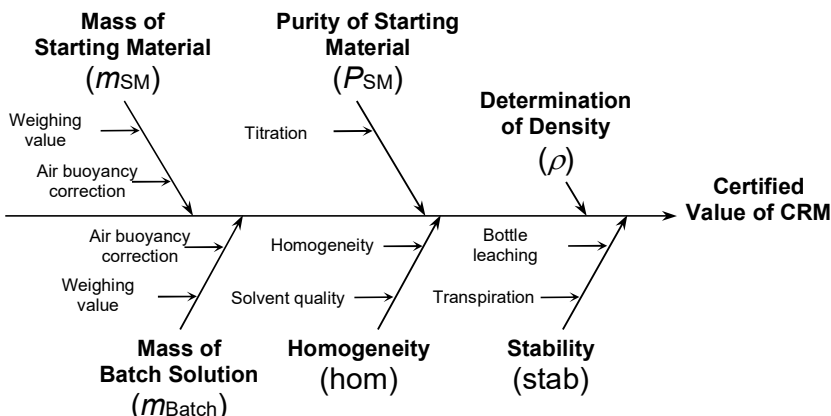 Mass of
Starting Material
(mSM)
Purity of Starting
Material
(PSM)
Determination
of Density
(ρ)
Weighing
value
Air buoyancy
correction
Titration
Certified
Value of CRM
Air buoyancy
correction
Weighing
value
Homogeneity
Solvent quality
Bottle
leaching
Transpiration
Mass of
Batch Solution
(mBatch)
Homogeneity
(hom)
Stability
(stab)